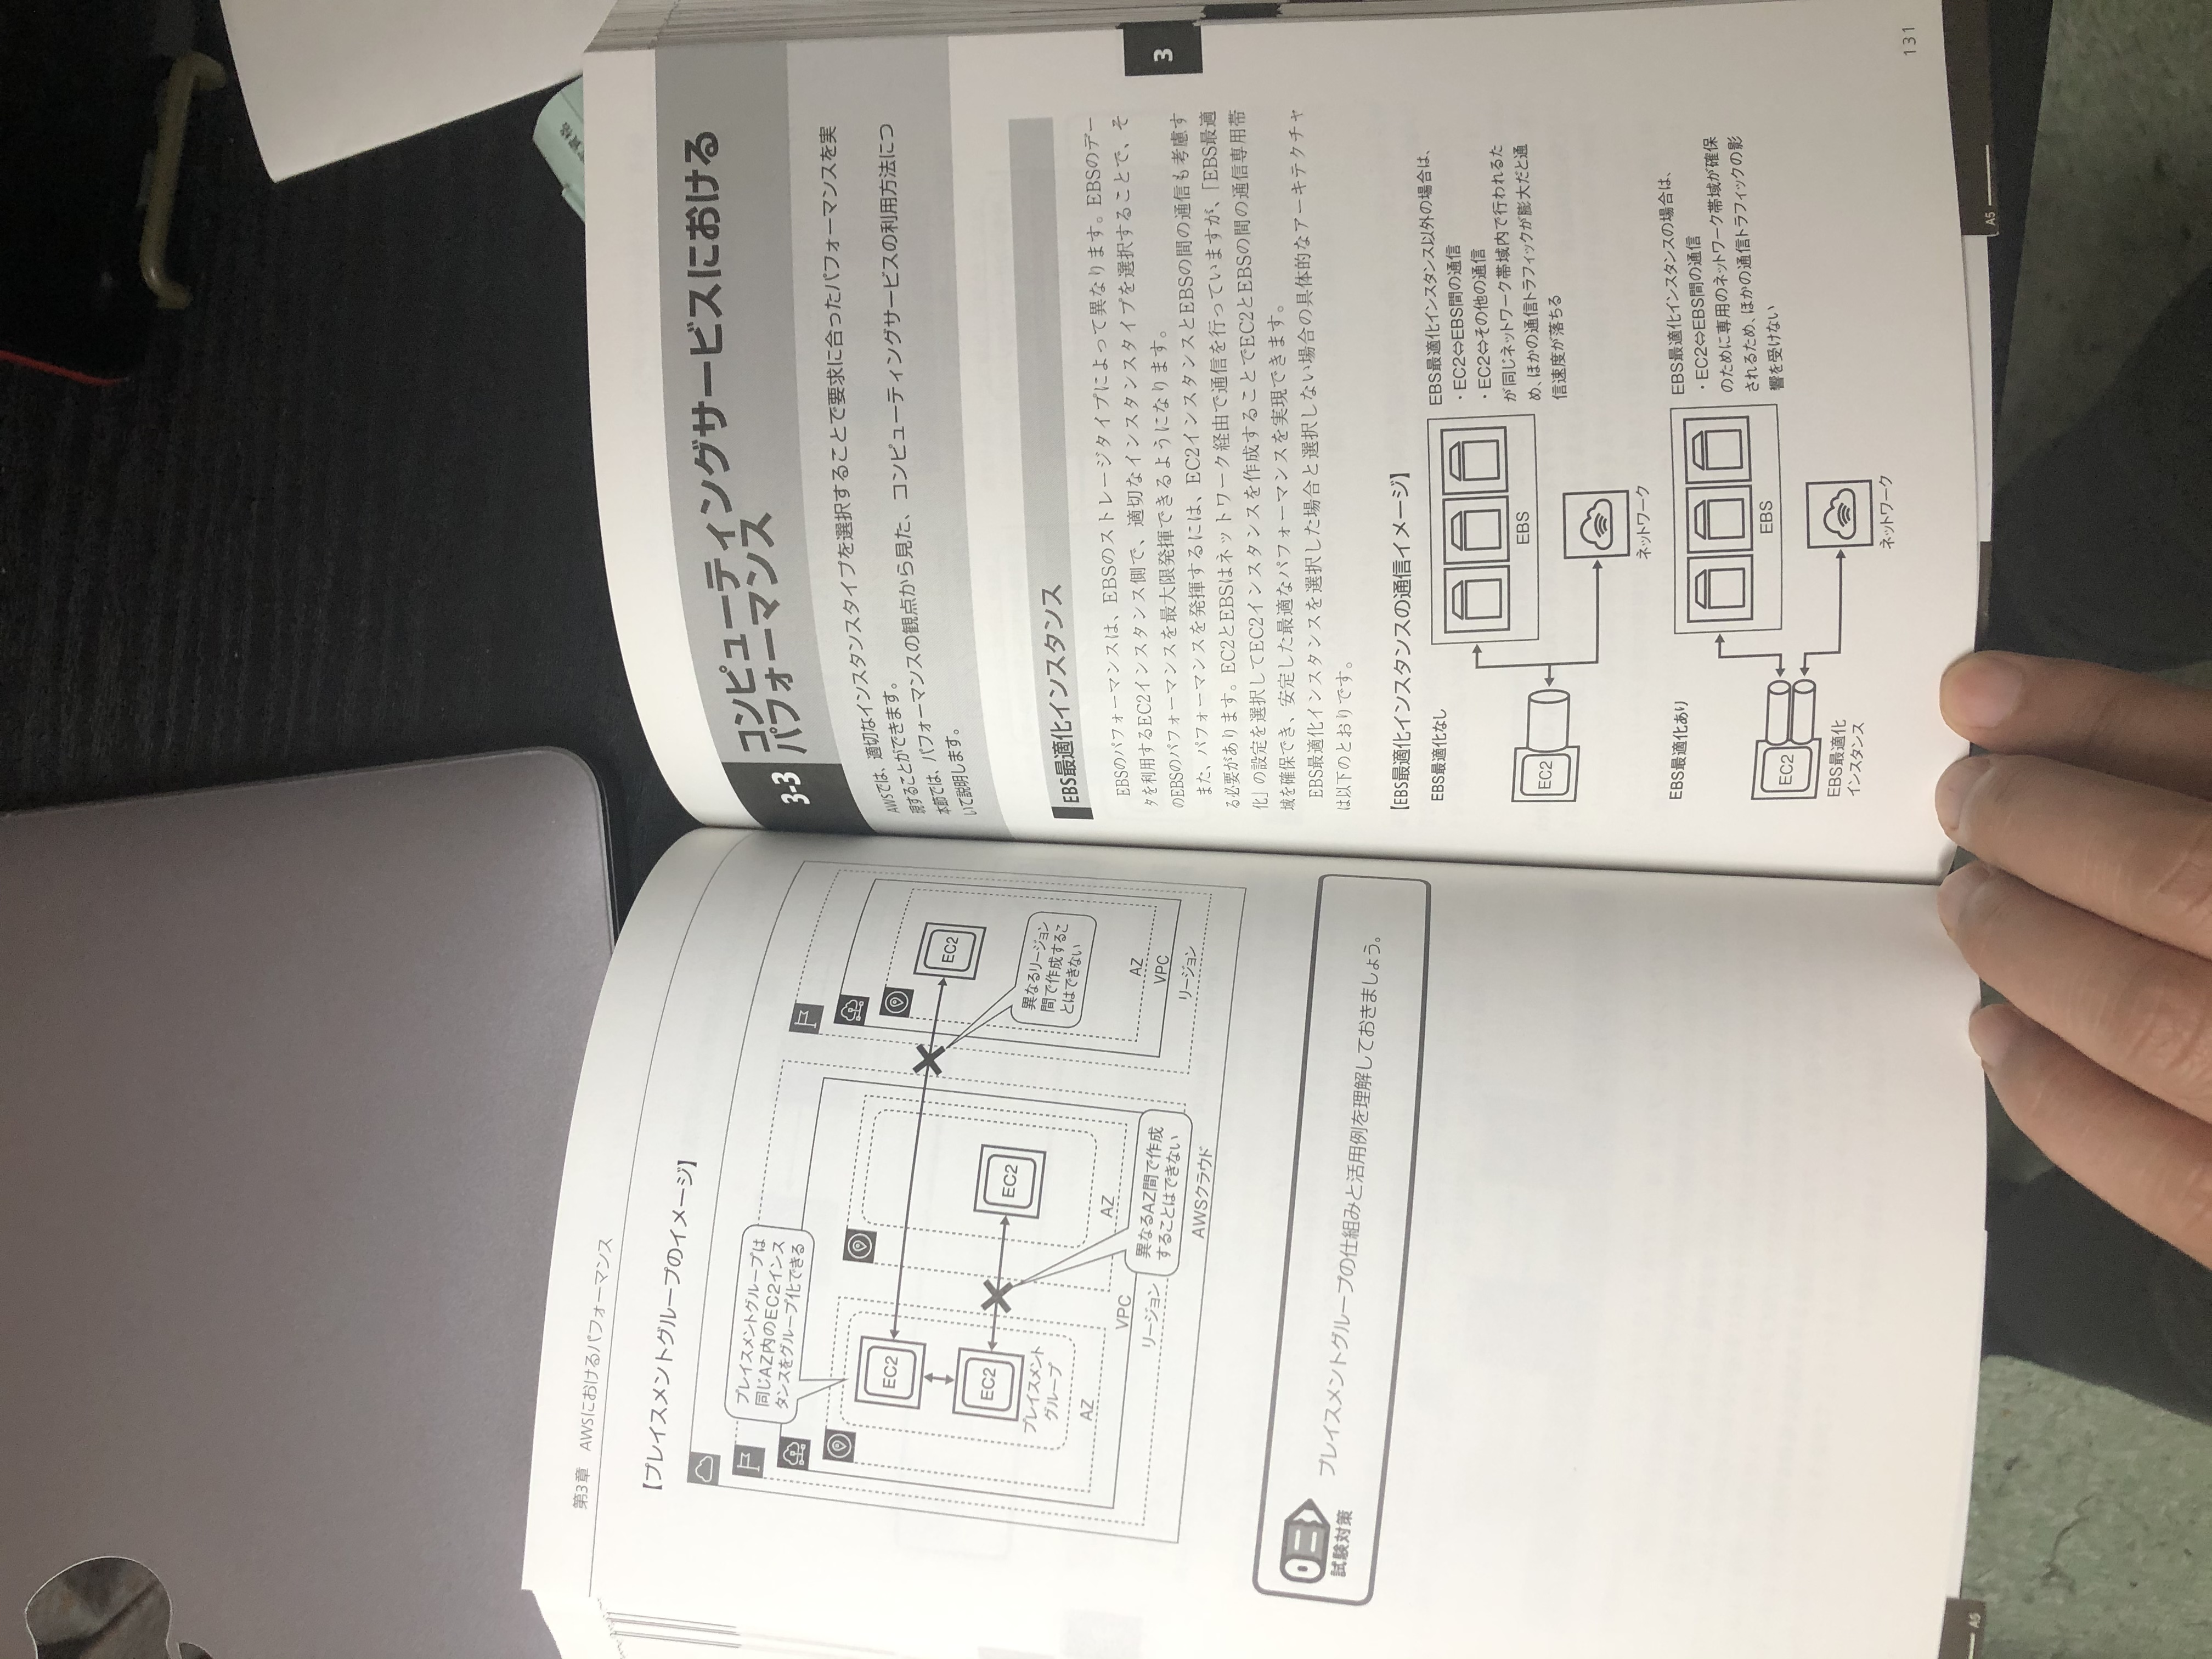 第3章　AWSにおけるパフォーマンス
【プレイスメントグループのイメージ】
プレイスメントグループは
同じAZ内のEC2インス
タンスをグループ化できる
EC2
EC2
プレイスメント
グループ
AZ
EC2
AZ
VPC
リージョン
異なるAZ間で作成
することはできない
EC2
異なるリージョン
間で作成するこ
とはできない
AZ
VPC
リージョン
AWSクラウド
試験対策
プレイスメントグループの仕組みと活用例を理解しておきましょう。
A5
資格
3-3
コンピューティングサービスにおける
パフォーマンス
AWSでは、適切なインスタンスタイプを選択することで要求に合ったパフォーマンスを実
現することができます。
本節では、パフォーマンスの観点から見た、コンピューティングサービスの利用方法につ
いて説明します。
EBS最適化インスタンス
EBSのパフォーマンスは、EBSのストレージタイプによって異なります。EBSのデー
タを利用するEC2インスタンス側で、適切なインスタンスタイプを選択することで、そ
のEBSのパフォーマンスを最大限発揮できるようになります。
また、パフォーマンスを発揮するには、EC2インスタンスとEBSの間の通信も考慮す
る必要があります。EC2とEBSはネットワーク経由で通信を行っていますが、「EBS最適
化」の設定を選択してEC2インスタンスを作成することでEC2とEBSの間の通信専用帯
域を確保でき、安定した最適なパフォーマンスを実現できます。
EBS最適化インスタンスを選択した場合と選択しない場合の具体的なアーキテクチャ
は以下のとおりです。
3
【EBS最適化インスタンスの通信イメージ】
EBS最適化なし
EC2
EBS
ネットワーク
EBS最適化インスタンス以外の場合は、
・EC2⇔EBS間の通信
・EC2⇔その他の通信
が同じネットワーク帯域内で行われるた
め、ほかの通信トラフィックが膨大だと通
信速度が落ちる
EBS最適化あり
EC2
EBS最適化
インスタンス
EBS
ネットワーク
EBS最適化インスタンスの場合は、
・EC2⇔EBS間の通信
のために専用のネットワーク帯域が確保
されるため、ほかの通信トラフィックの影
響を受けない
131
A5